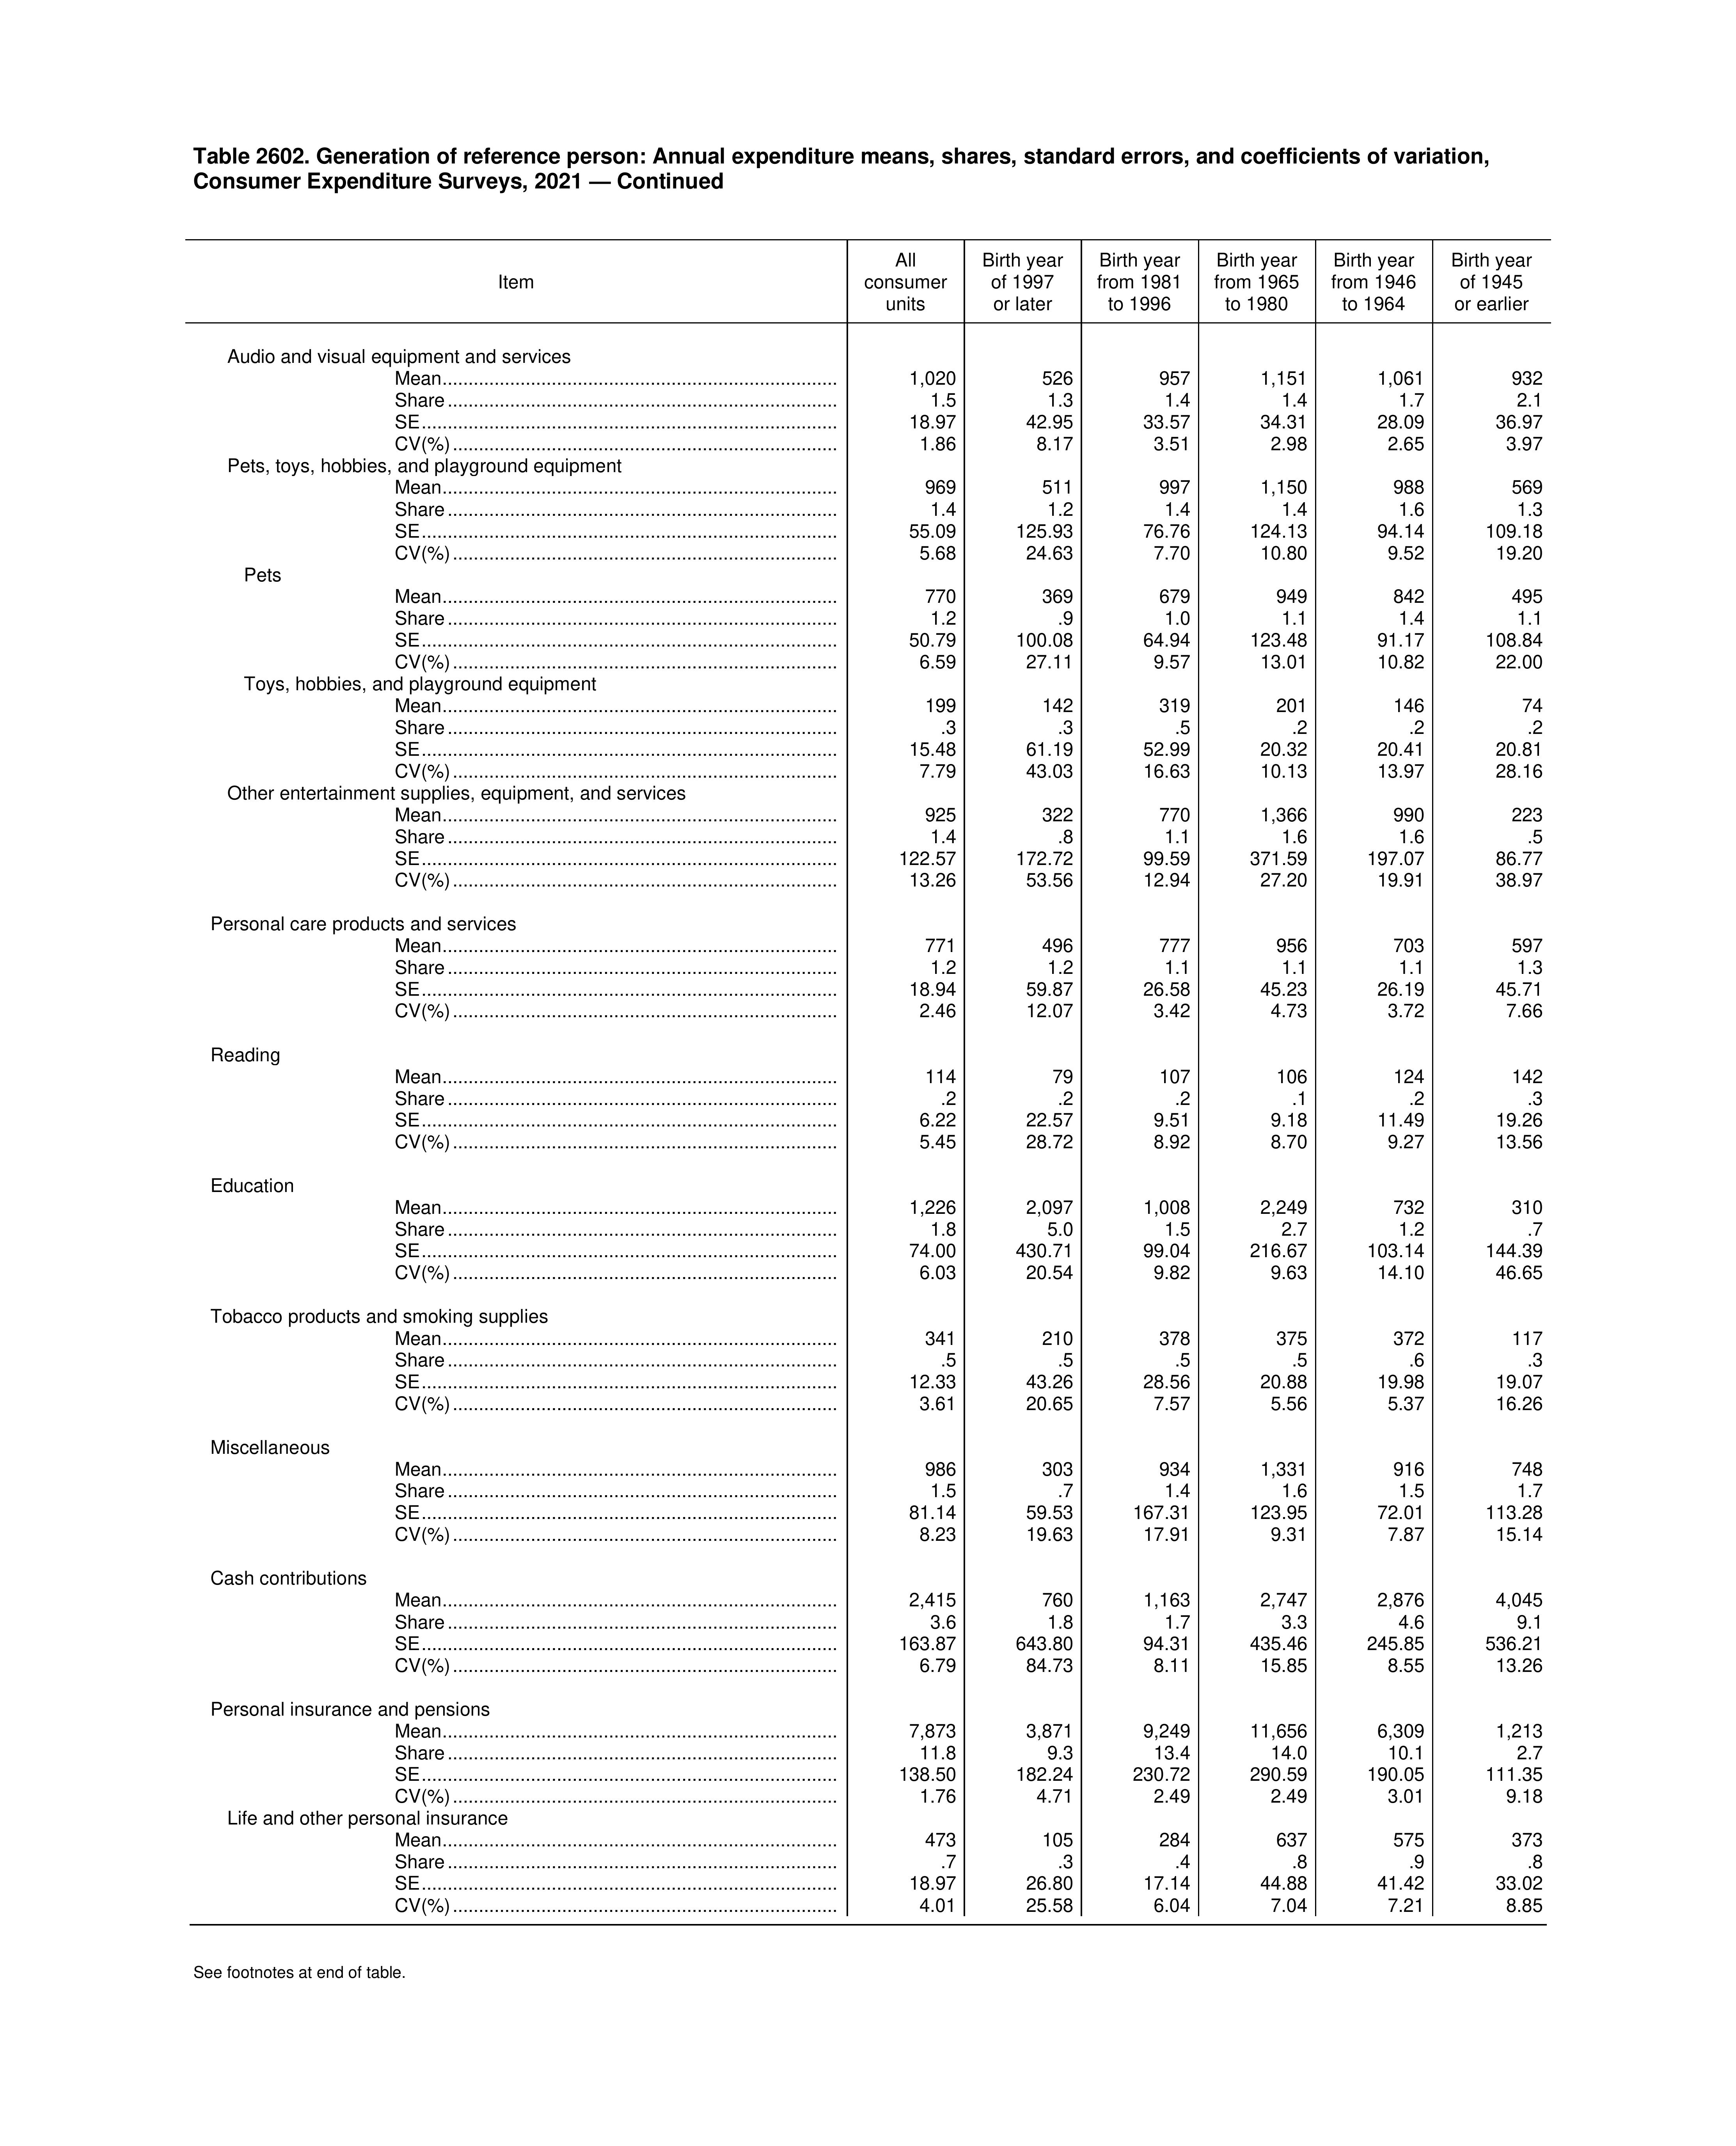 Table 2602. Generation of reference person: Annual expenditure means, shares, standard errors, and coefficients of variation,
Consumer Expenditure Surveys, 2021 — Continued
Item
All consumer units
Birth year of 1997 or later
Birth year from 1981 to 1996
Birth year from 1965 to 1980
Birth year from 1946 to 1964
Birth year of 1945 or earlier
Audio and visual equipment and services
Mean 1,020 526 957 1,151 1,061 932
Share 1.5 1.3 1.4 1.4 1.7 2.1
SE 18.97 42.95 33.57 34.31 28.09 36.97
CV(%) 1.86 8.17 3.51 2.98 2.65 3.97
Pets, toys, hobbies, and playground equipment
Mean 969 511 997 1,150 988 569
Share 1.4 1.2 1.4 1.4 1.6 1.3
SE 55.09 125.93 76.76 124.13 94.14 109.18
CV(%) 5.68 24.63 7.70 10.80 9.52 19.20
Pets
Mean 770 369 679 949 842 495
Share 1.2 .9 1.0 1.1 1.4 1.1
SE 50.79 100.08 64.94 123.48 91.17 108.84
CV(%) 6.59 27.11 9.57 13.01 10.82 22.00
Toys, hobbies, and playground equipment
Mean 199 142 319 201 146 74
Share .3 .3 .5 .2 .2 .2
SE 15.48 61.19 52.99 20.32 20.41 20.81
CV(%) 7.79 43.03 16.63 10.13 13.97 28.16
Other entertainment supplies, equipment, and services
Mean 925 322 770 1,366 990 223
Share 1.4 .8 1.1 1.6 1.6 .5
SE 122.57 172.72 99.59 371.59 197.07 86.77
CV(%) 13.26 53.56 12.94 27.20 19.91 38.97
Personal care products and services
Mean 771 496 777 956 703 597
Share 1.2 1.2 1.1 1.1 1.1 1.3
SE 18.94 59.87 26.58 45.23 26.19 45.71
CV(%) 2.46 12.07 3.42 4.73 3.72 7.66
Reading
Mean 114 79 107 106 124 142
Share .2 .2 .2 .1 .2 .3
SE 6.22 22.57 9.51 9.18 11.49 19.26
CV(%) 5.45 28.72 8.92 8.70 9.27 13.56
Education
Mean 1,226 2,097 1,008 2,249 732 310
Share 1.8 5.0 1.5 2.7 1.2 .7
SE 74.00 430.71 99.04 216.67 103.14 144.39
CV(%) 6.03 20.54 9.82 9.63 14.10 46.65
Tobacco products and smoking supplies
Mean 341 210 378 375 372 117
Share .5 .5 .5 .5 .6 .3
SE 12.33 43.26 28.56 20.88 19.98 19.07
CV(%) 3.61 20.65 7.57 5.56 5.37 16.26
Miscellaneous
Mean 986 303 934 1,331 916 748
Share 1.5 .7 1.4 1.6 1.5 1.7
SE 81.14 59.53 167.31 123.95 72.01 113.28
CV(%) 8.23 19.63 17.91 9.31 7.87 15.14
Cash contributions
Mean 2,415 760 1,163 2,747 2,876 4,045
Share 3.6 1.8 1.7 3.3 4.6 9.1
SE 163.87 643.80 94.31 435.46 245.85 536.21
CV(%) 6.79 84.73 8.11 15.85 8.55 13.26
Personal insurance and pensions
Mean 7,873 3,871 9,249 11,656 6,309 1,213
Share 11.8 9.3 13.4 14.0 10.1 2.7
SE 138.50 182.24 230.72 290.59 190.05 111.35
CV(%) 1.76 4.71 2.49 2.49 3.01 9.18
Life and other personal insurance
Mean 473 105 284 637 575 373
Share .7 .3 .4 .8 .9 .8
SE 18.97 26.80 17.14 44.88 41.42 33.02
CV(%) 4.01 25.58 6.04 7.04 7.21 8.85
See footnotes at end of table.